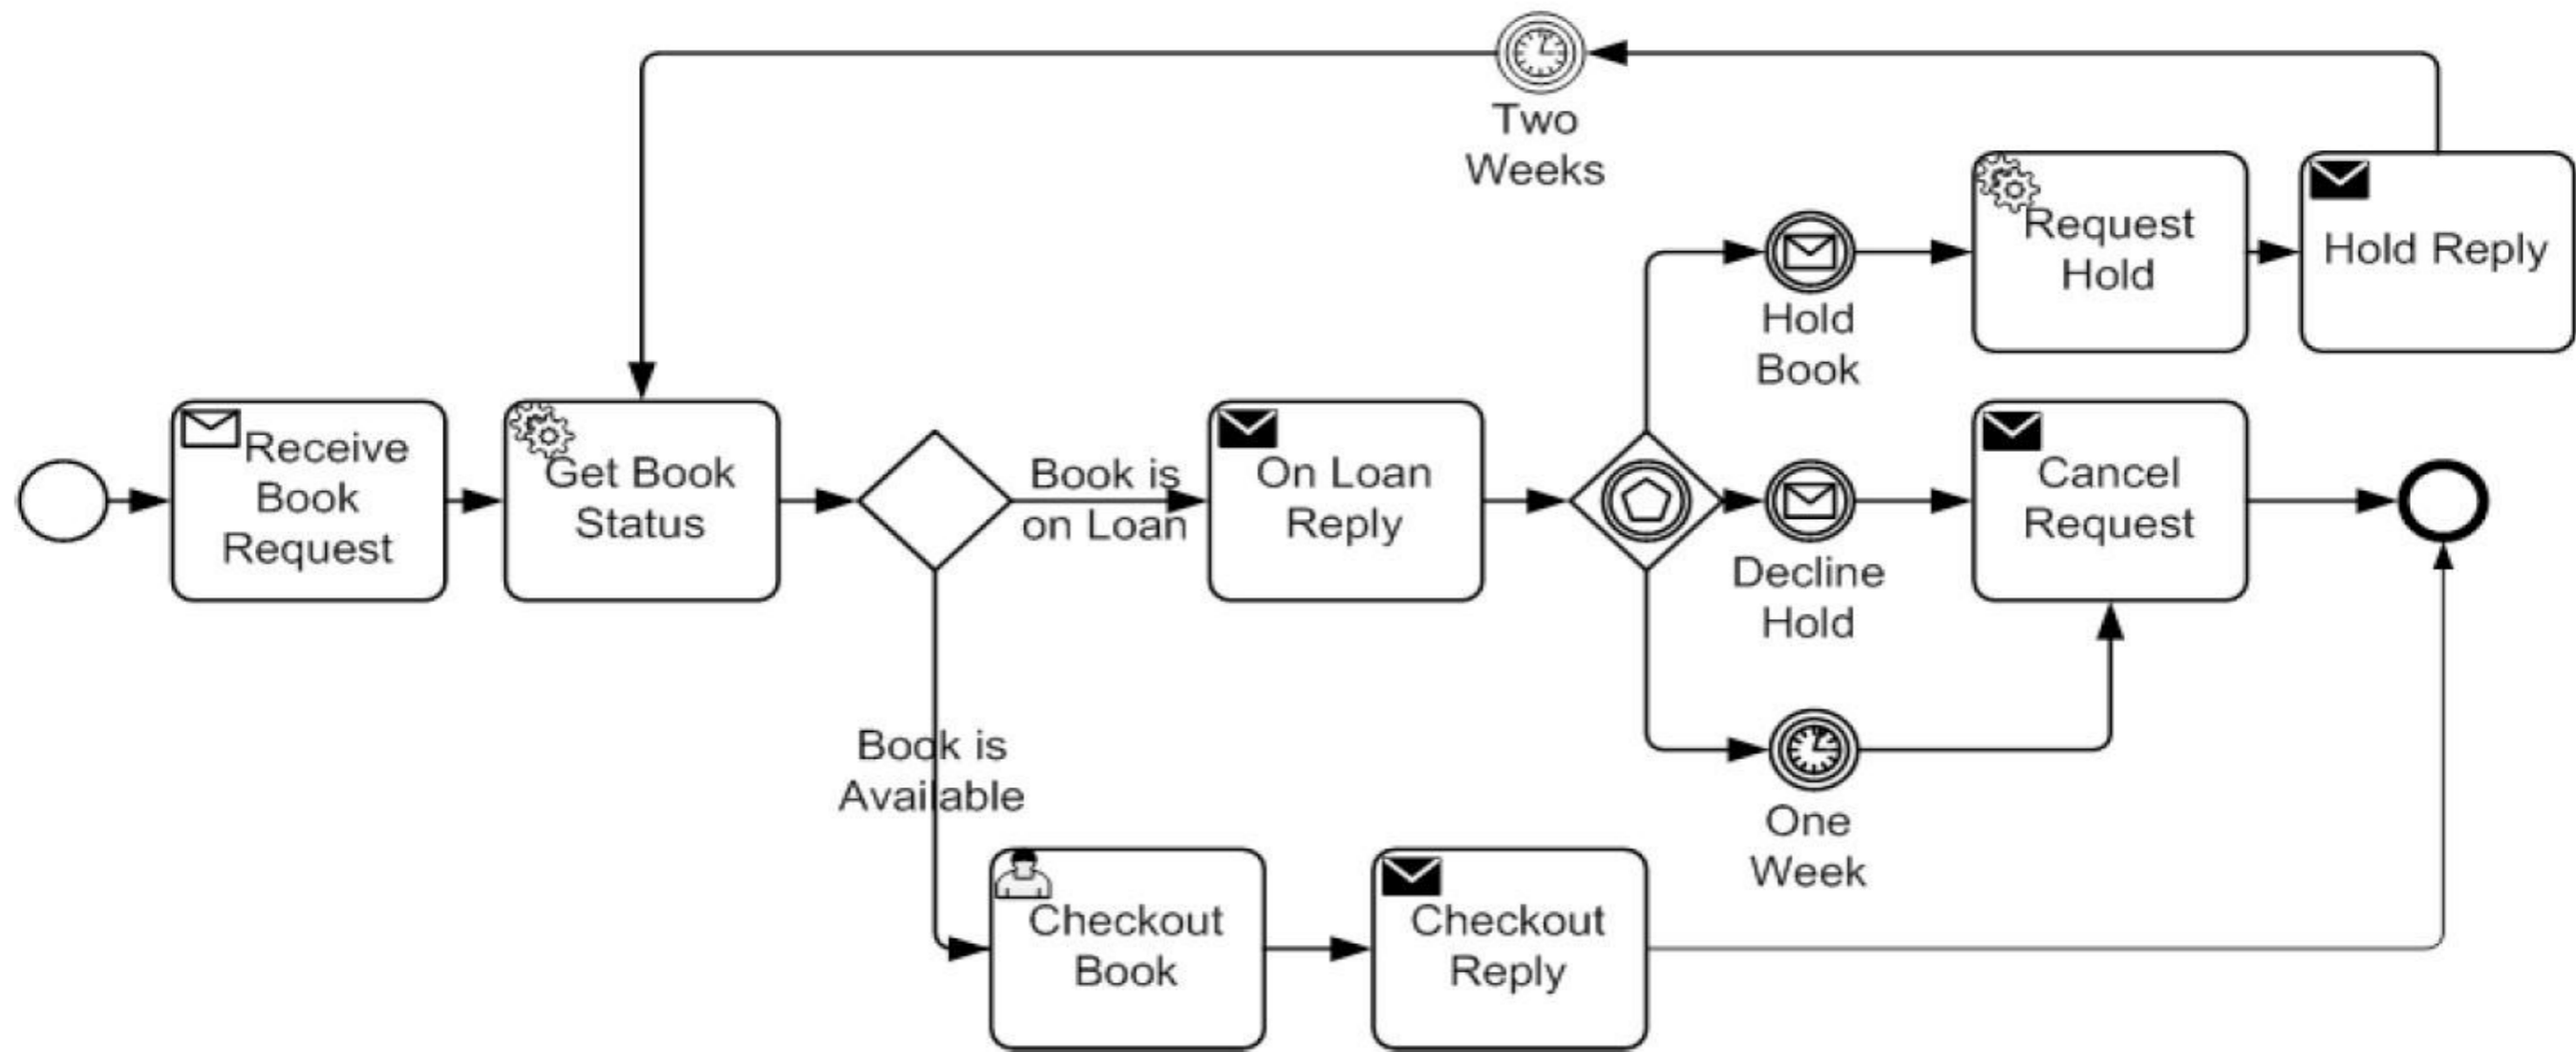 Two
Weeks
Request
Hold
Hold Reply
Hold
Book
Receive
Book
Request
Get Book
Status
Book is
on Loan
On Loan
Reply
Cancel
Request
Decline
Hold
Book is
Available
One
Week
Checkout
Book
Checkout
Reply